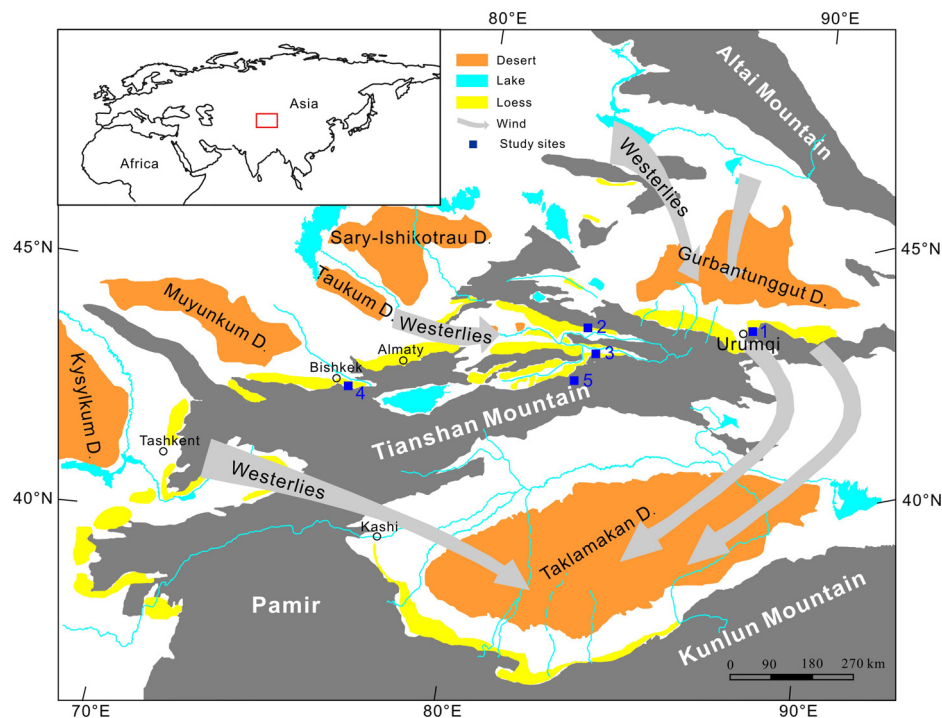 80°E
90°E
Asia
Africa
Desert
Lake
Loess
Wind
Study sites
Altai Mountain
Westerlies
45°N
45°N
Sary-Ishikotrau D.
Gurbantunggut D.
Taukum D.
Muyunkum D.
Westerlies
2
1
Urumqi
Almaty
3
Bishkek
4
5
Kysylkum D.
Tianshan Mountain
Tashkent
Westerlies
40°N
40°N
Kashi
Taklamakan D.
Pamir
Kunlun Mountain
0 90 180 270 km
70°E
80°E
90°E